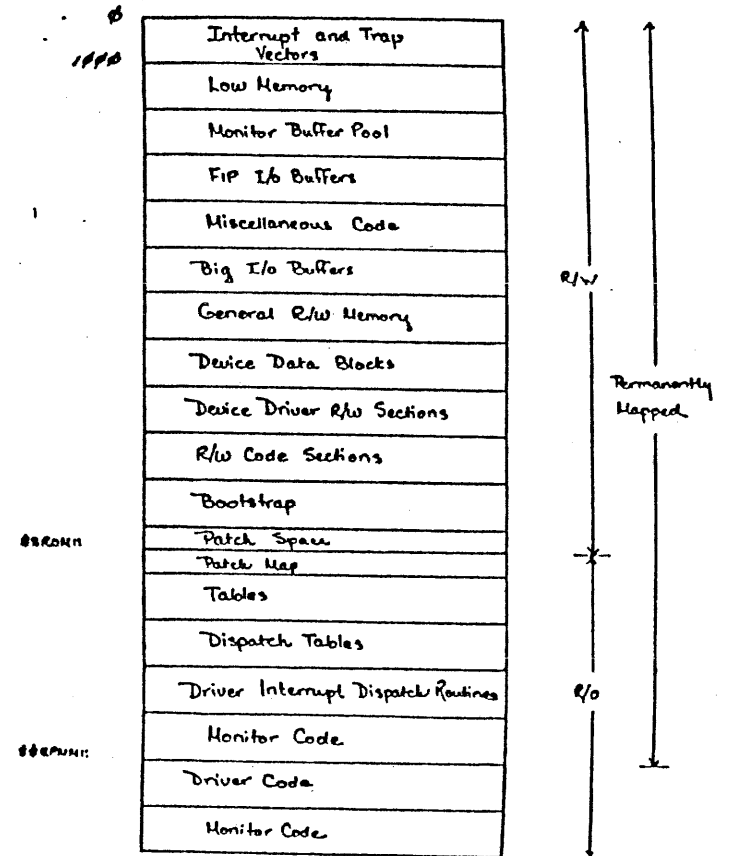 0
Interrupt and Trap
Vectors
1000
Low Memory
Monitor Buffer Pool
FIP I/O Buffers
Miscellaneous Code
Big I/O Buffers
R/W
General R/W Memory
Device Data Blocks
Permanently
Mapped
Device Driver R/W Sections
R/W Code Sections
Bootstrap
Patch Space
Patch Map
Tables
Dispatch Tables
Driver Interrupt Dispatch Routines
R/O
Monitor Code
Driver Code
Monitor Code